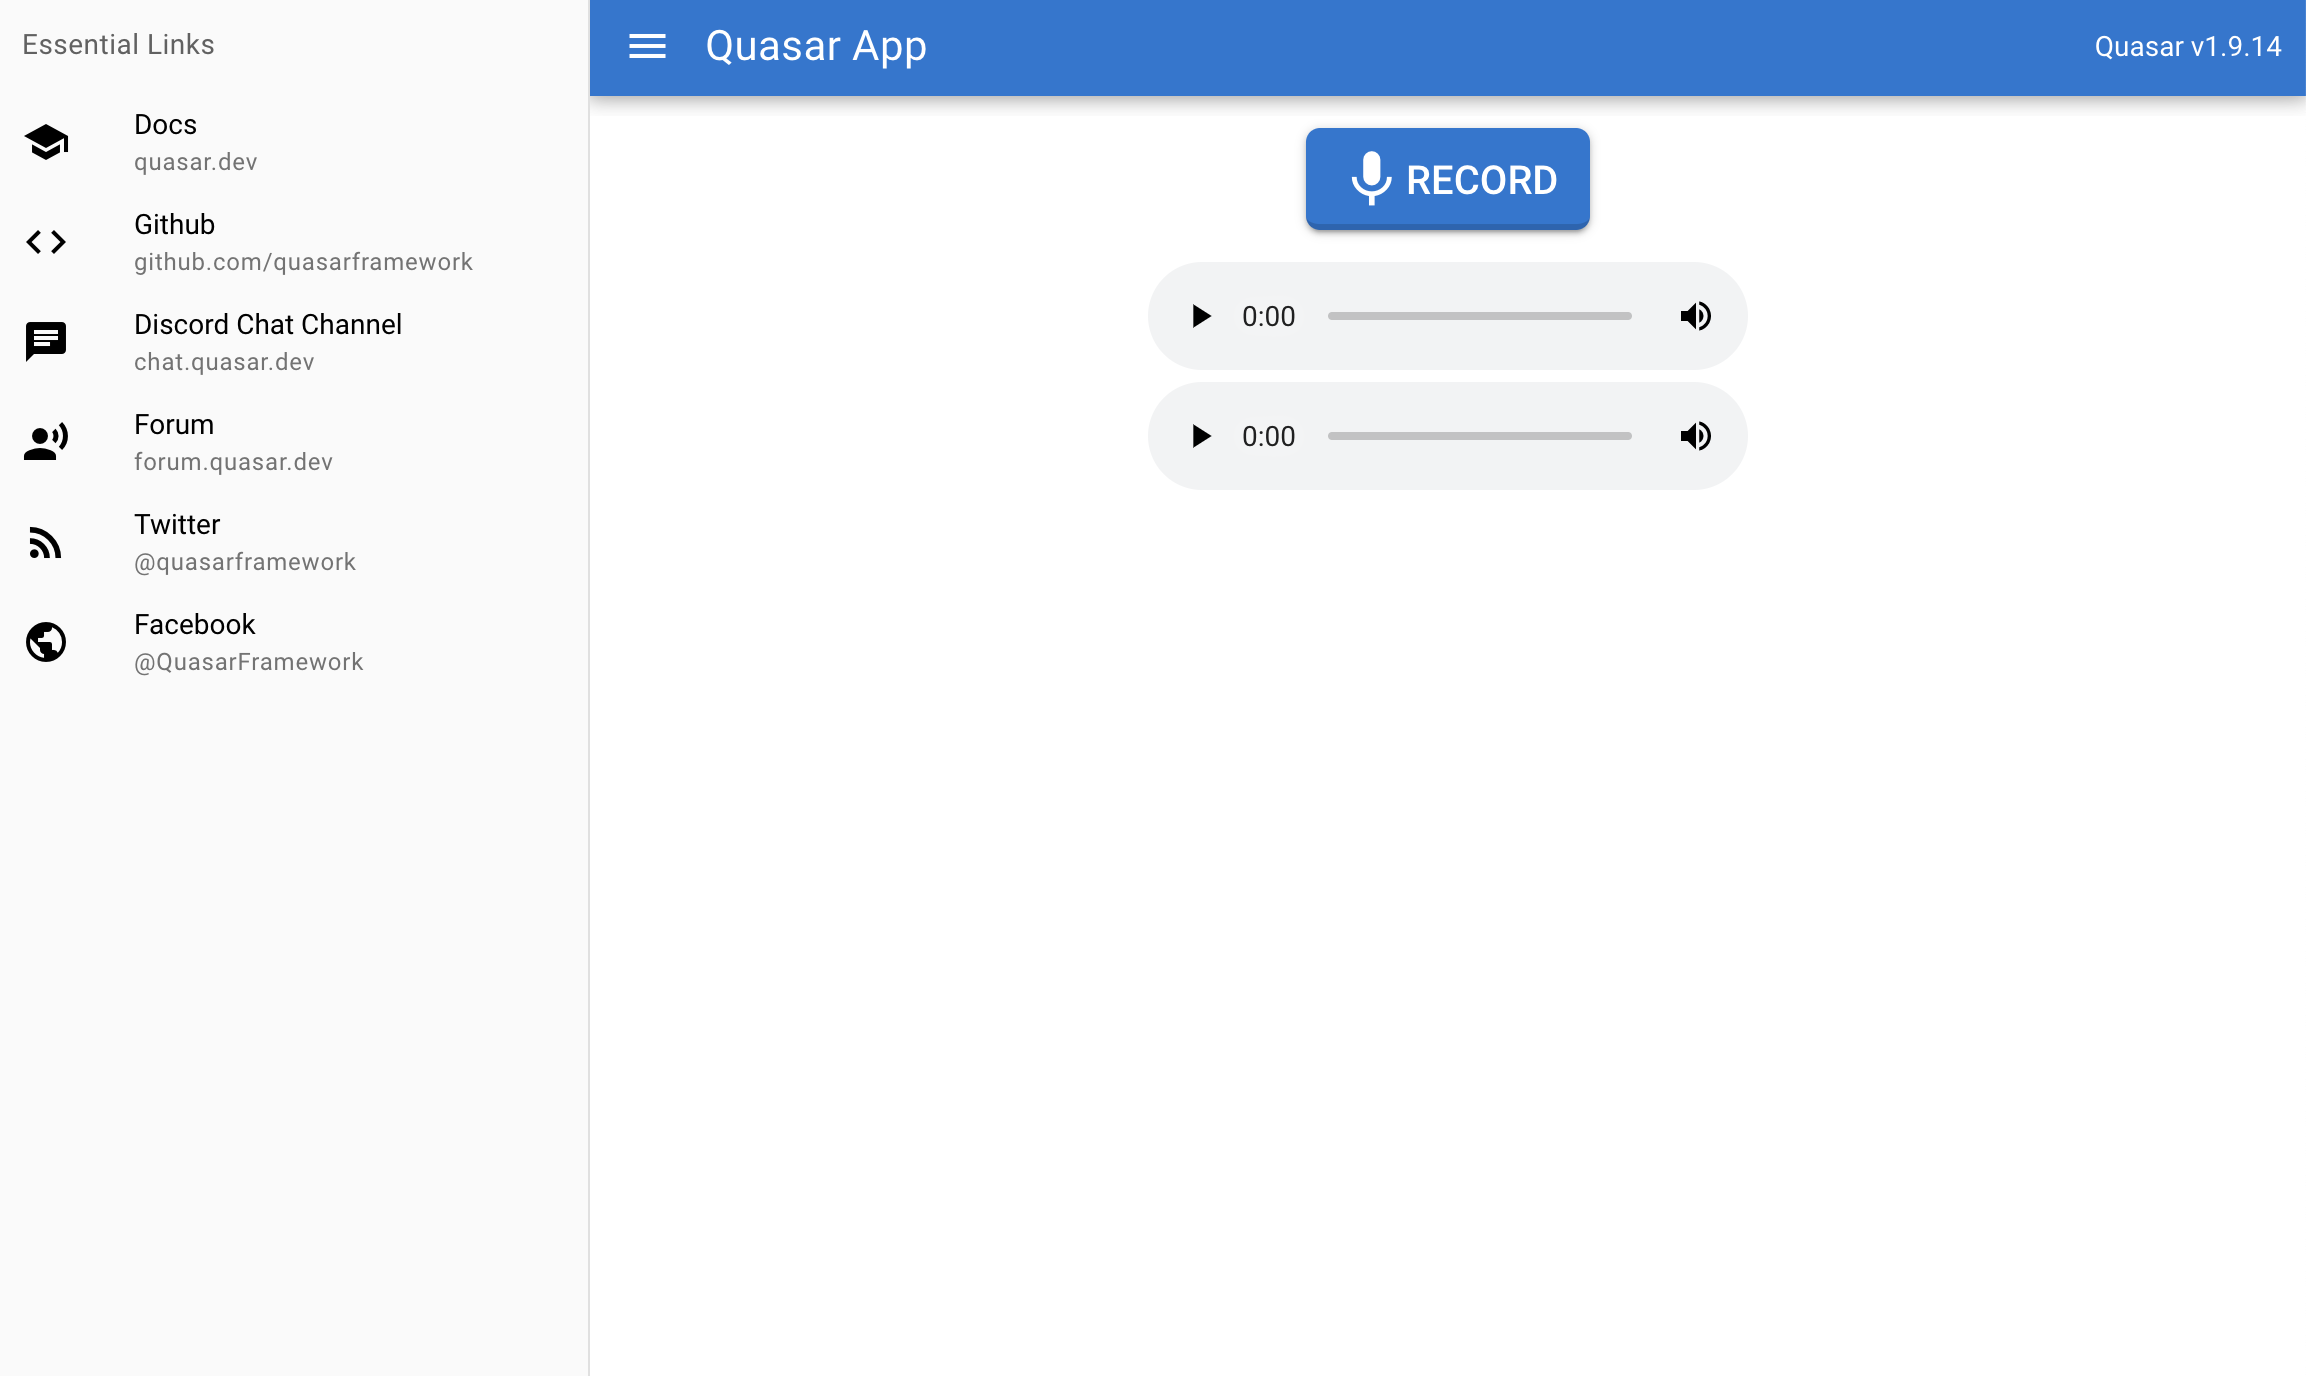 Essential Links
Docs
quasar.dev
Github
github.com/quasarframework
Discord Chat Channel
chat.quasar.dev
Forum
forum.quasar.dev
Twitter
@quasarframework
Facebook
@QuasarFramework
Quasar App
Quasar v1.9.14
RECORD
0:00
0:00